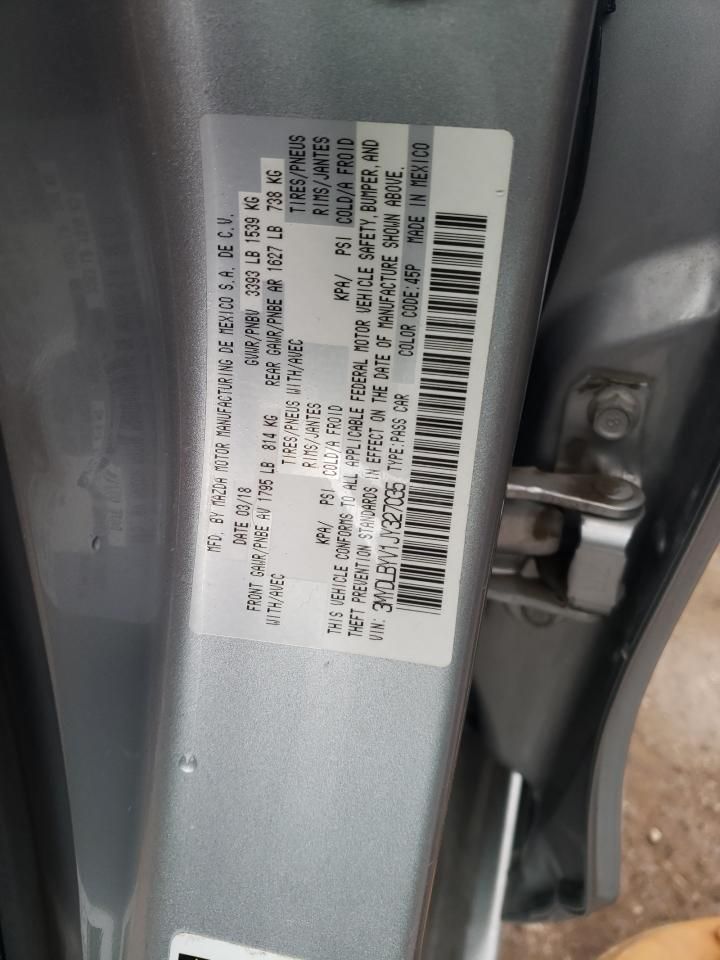 MFD. BY MAZDA MOTOR MANUFACTURING DE MEXICO S.A. DE C.V.
DATE 03/18 GVWR/PNBV 3393 LB 1539 KG
FRONT GAWR/PNBE AV 1795 LB 814 KG REAR GAWR/PNBE AR 1627 LB 738 KG
WITH/AVEC TIRES/PNEUS WITH/AVEC TIRES/PNEUS
RIMS/JANTES RIMS/JANTES
KPA/ PSI COLD/A FROID KPA/ PSI COLD/A FROID
THIS VEHICLE CONFORMS TO ALL APPLICABLE FEDERAL MOTOR VEHICLE SAFETY, BUMPER, AND
THEFT PREVENTION STANDARDS IN EFFECT ON THE DATE OF MANUFACTURE SHOWN ABOVE.
VIN: 3MYDLBYV1JY327035 TYPE:PASS CAR COLOR CODE:45P MADE IN MEXICO